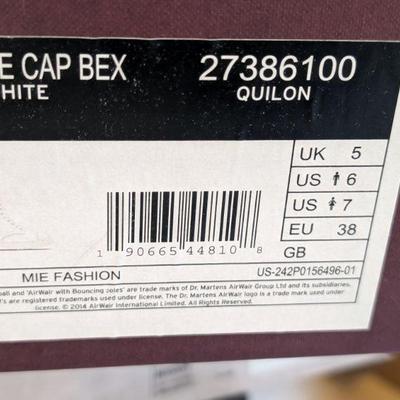 E CAP BEX 27386100
HITE QUILON
UK 5
US 6
US 7
EU 38
GB
1 90665 44810 8
MIE FASHION US-242P0156496-01
ball and 'AirWair with Bouncing Soles' are trade marks of Dr. Martens AirWair Group Ltd and its subsidiaries.
t's are registered trademarks used under license. The Dr. Martens AirWair logo is a trade mark
used under license. © 2014 AirWair International Limited. All Rights Reserved.